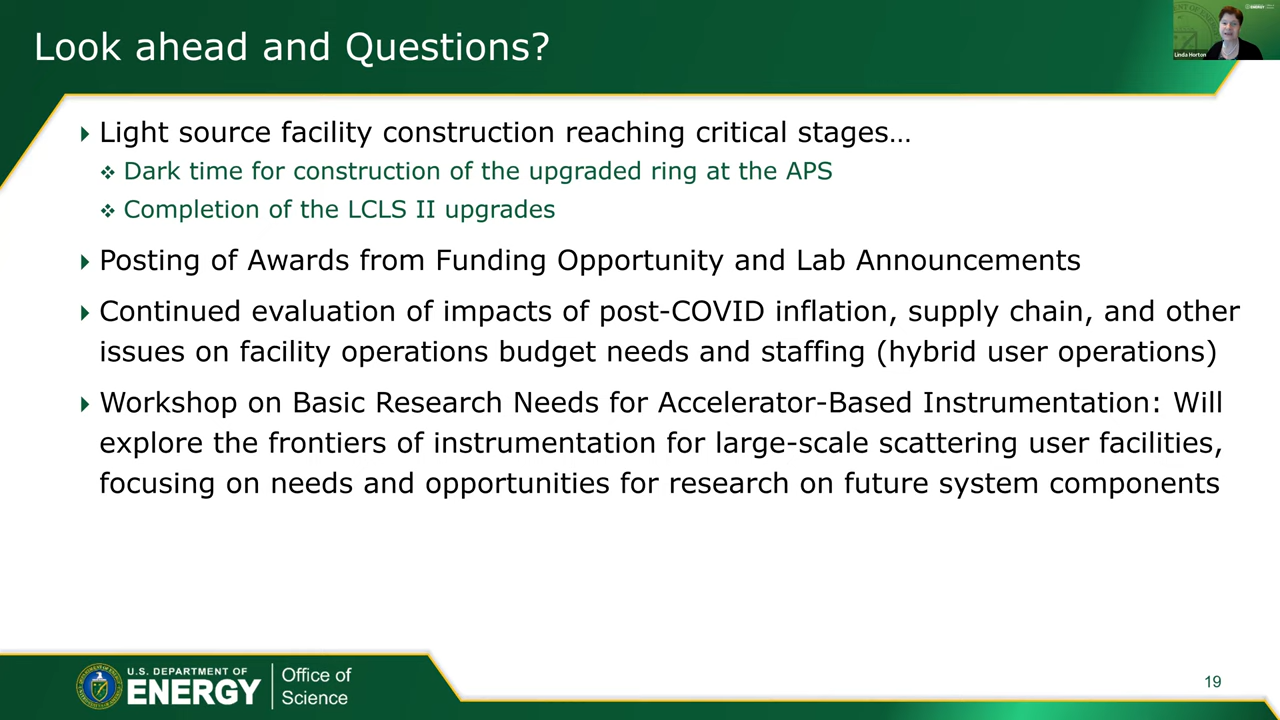 Look ahead and Questions?
Linda Horton
Light source facility construction reaching critical stages…
Dark time for construction of the upgraded ring at the APS
Completion of the LCLS II upgrades
Posting of Awards from Funding Opportunity and Lab Announcements
Continued evaluation of impacts of post-COVID inflation, supply chain, and other
issues on facility operations budget needs and staffing (hybrid user operations)
Workshop on Basic Research Needs for Accelerator-Based Instrumentation: Will
explore the frontiers of instrumentation for large-scale scattering user facilities,
focusing on needs and opportunities for research on future system components
U.S. DEPARTMENT OF
ENERGY
Office of
Science
19